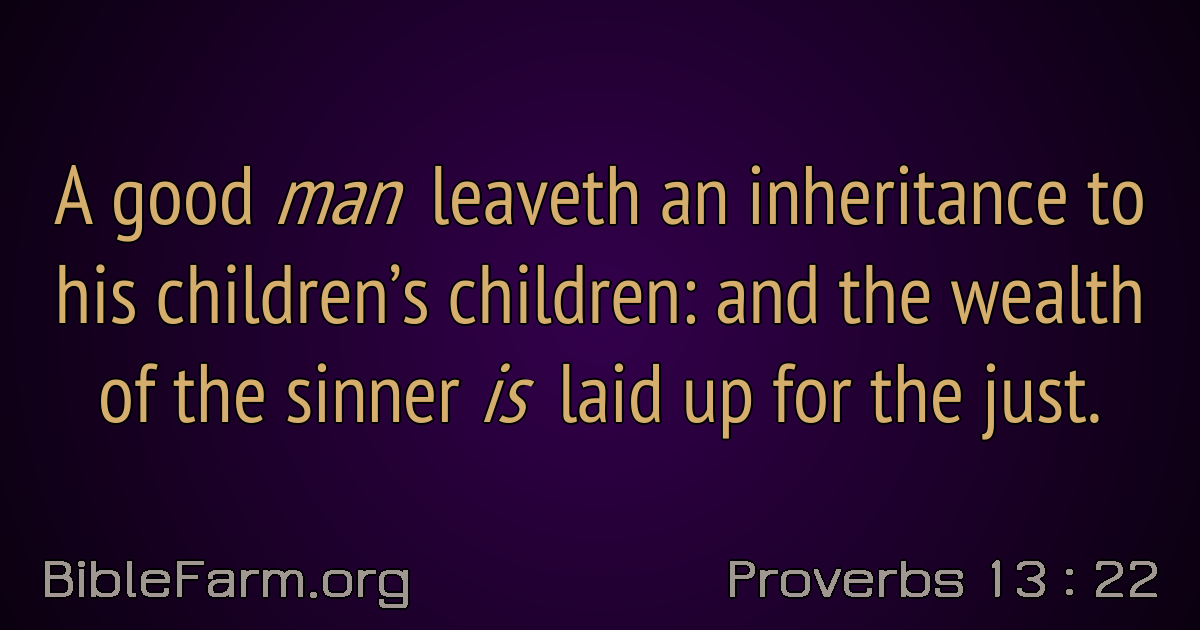 A good man leaveth an inheritance to
his children’s children: and the wealth
of the sinner is laid up for the just.
BibleFarm.org
Proverbs 13 : 22